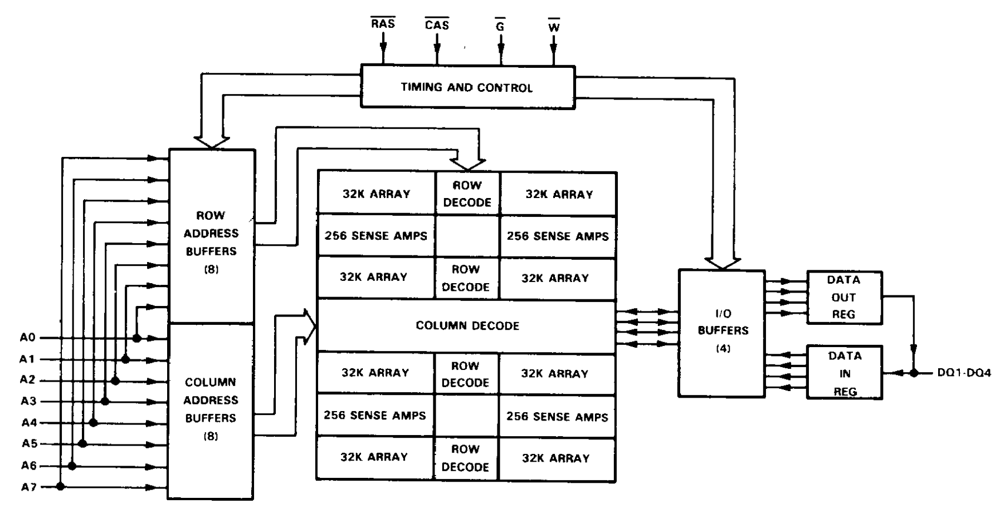 RAS
CAS
G
W
TIMING AND CONTROL
ROW
ADDRESS
BUFFERS
(8)
COLUMN
ADDRESS
BUFFERS
(8)
A0
A1
A2
A3
A4
A5
A6
A7
32K ARRAY
ROW
DECODE
32K ARRAY
256 SENSE AMPS
256 SENSE AMPS
32K ARRAY
ROW
DECODE
32K ARRAY
COLUMN DECODE
32K ARRAY
ROW
DECODE
32K ARRAY
256 SENSE AMPS
256 SENSE AMPS
32K ARRAY
ROW
DECODE
32K ARRAY
I/O
BUFFERS
(4)
DATA
OUT
REG
DATA
IN
REG
DQ1-DQ4